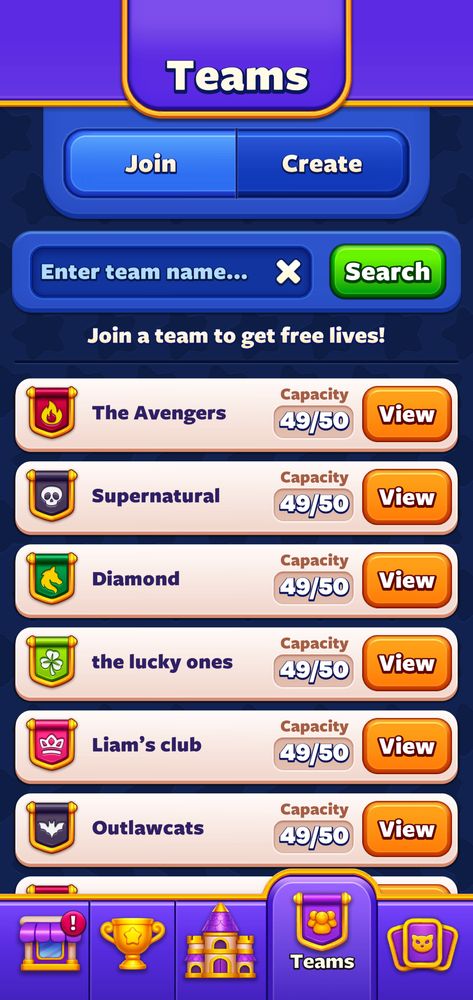 Teams
Join
Create
Enter team name...
Search
Join a team to get free lives!
The Avengers
Capacity
49/50
View
Supernatural
Capacity
49/50
View
Diamond
Capacity
49/50
View
the lucky ones
Capacity
49/50
View
Liam's club
Capacity
49/50
View
Outlawcats
Capacity
49/50
View
!
Teams